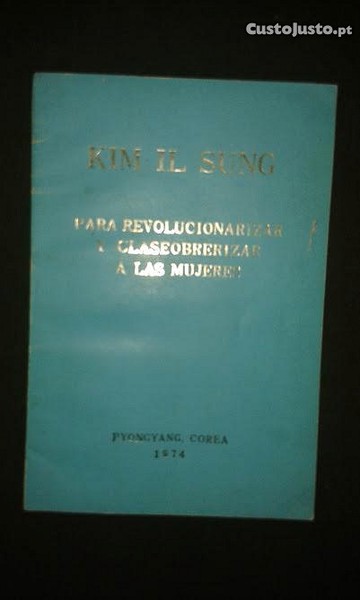 CustoJusto.pt
KIM IL SUNG
PARA REVOLUCIONARIZAR
Y CLASEOBRERIZAR
A LAS MUJERES
PYONGYANG, COREA
1974